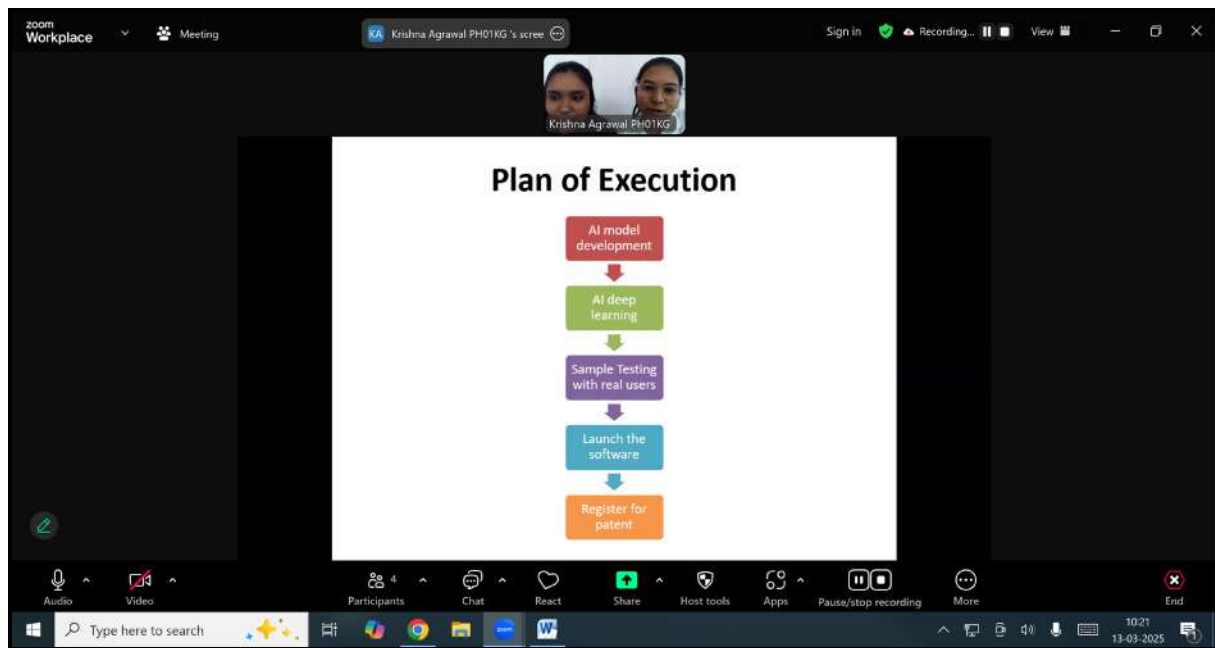 zoom
Workplace
Meeting
KA Krishna Agrawal PH01KG 's scree
Sign in
Recording...
View
Krishna Agrawal PH01KG
Plan of Execution
AI model
development
AI deep
learning
Sample Testing
with real users
Launch the
software
Register for
patent
Audio
Video
4
Participants
Chat
React
Share
Host tools
Apps
Pause/stop recording
More
End
Type here to search
zoom
W
10:21
13-03-2025
1